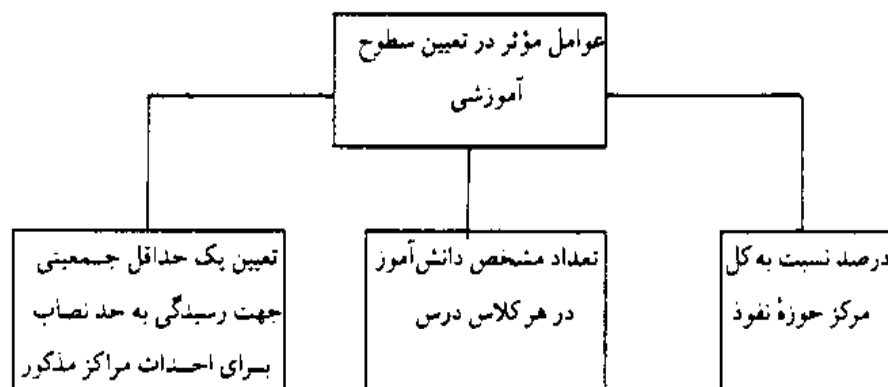 عوامل مؤثر در تعیین سطوح
آموزشی
درصد نسبت به کل
مرکز حوزهٔ نفوذ
تعداد مشخص دانش‌آموز
در هر کلاس درس
تعیین یک حداقل جمعیتی
جهت رسیدگی به حد نصاب
برای احداث مراکز مذکور